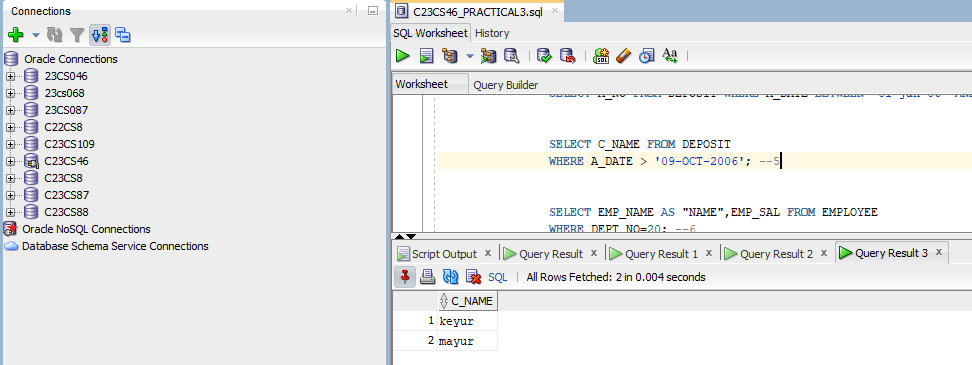 Connections
Oracle Connections
23CS046
23cs068
23CS087
C22CS8
C23CS109
C23CS46
C23CS8
C23CS87
C23CS88
Oracle NoSQL Connections
Database Schema Service Connections
C23CS46_PRACTICAL3.sql
SQL Worksheet History
Worksheet Query Builder
SELECT C_NAME FROM DEPOSIT
WHERE A_DATE > '09-OCT-2006'; --5
SELECT EMP_NAME AS "NAME",EMP_SAL FROM EMPLOYEE
WHERE DEPT_NO=20; --6
Script Output Query Result Query Result 1 Query Result 2 Query Result 3
SQL All Rows Fetched: 2 in 0.004 seconds
C_NAME
1 keyur
2 mayur